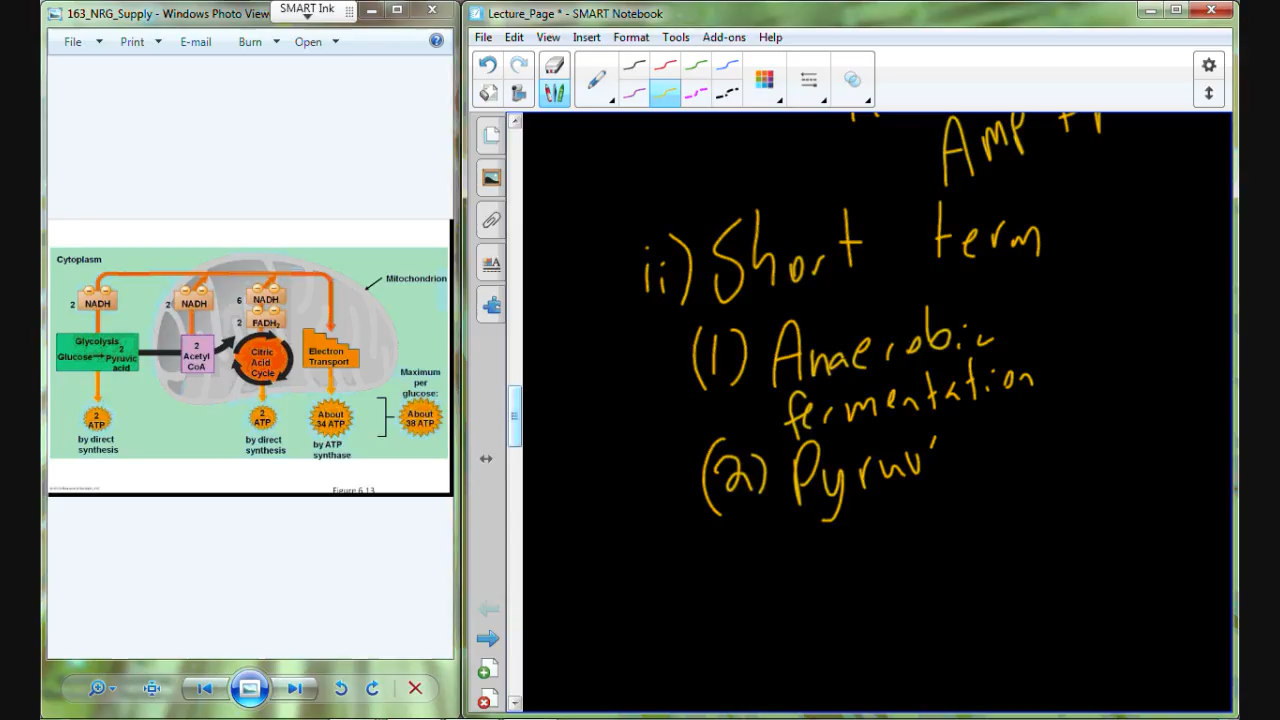 163_NRG_Supply - Windows Photo View
SMART Ink
File Print E-mail Burn Open
Cytoplasm
Mitochondrion
2 NADH
2 NADH
6 NADH
2 FADH₂
Glycolysis
Glucose 2 Pyruvic acid
2 Acetyl CoA
Citric Acid Cycle
Electron Transport
Maximum per glucose:
2 ATP
2 ATP
About 34 ATP
About 38 ATP
by direct synthesis
by direct synthesis
by ATP synthase
Figure 6.13
Lecture_Page * - SMART Notebook
File Edit View Insert Format Tools Add-ons Help
Amp +
ii) Short term
(1) Anaerobic
fermentation
(2) Pyruvi